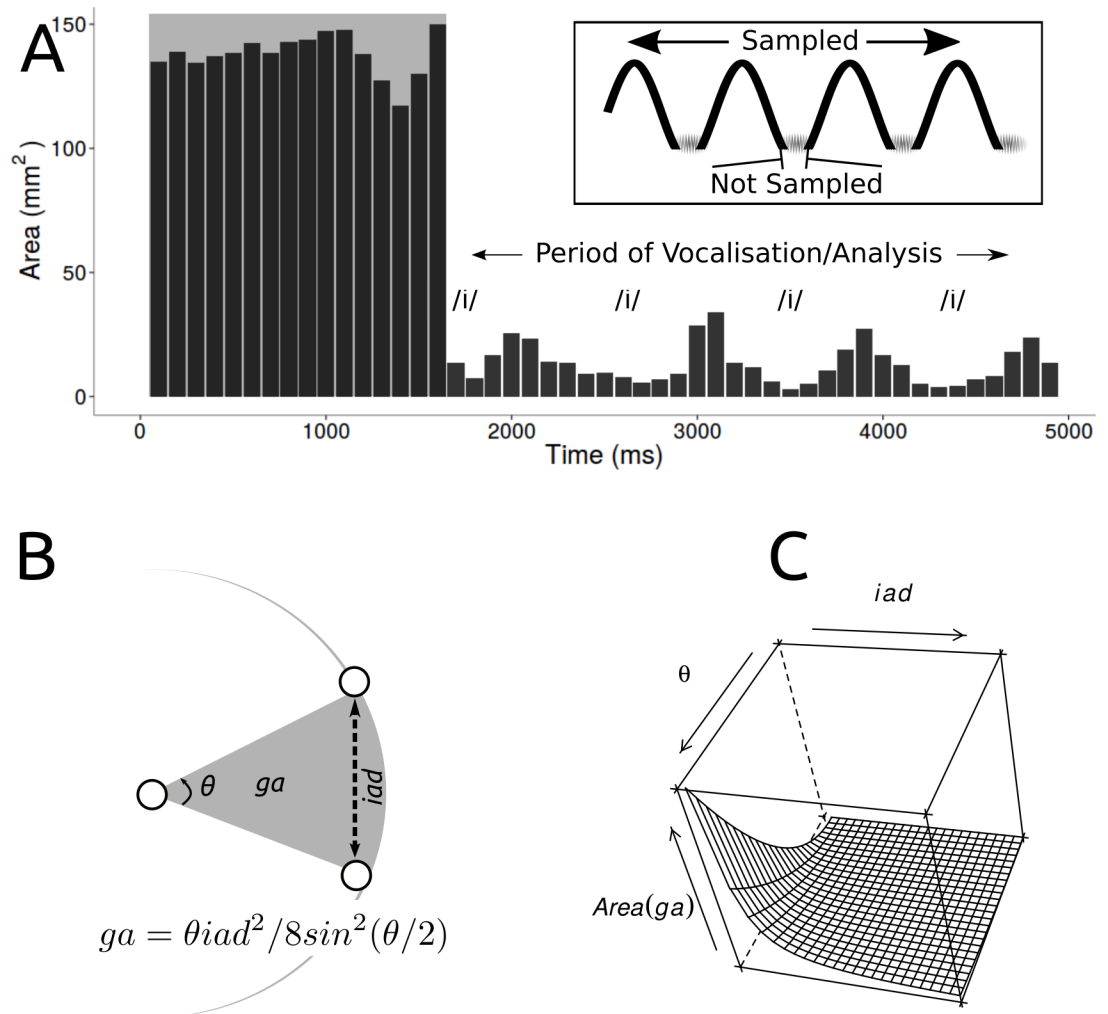 A
150
100
50
0
Area (mm²)
Sampled
Not Sampled
Period of Vocalisation/Analysis
/i/ /i/ /i/ /i/
0 1000 2000 3000 4000 5000
Time (ms)
B
θ
ga
iad
ga = θiad²/8sin²(θ/2)
C
iad
θ
Area(ga)